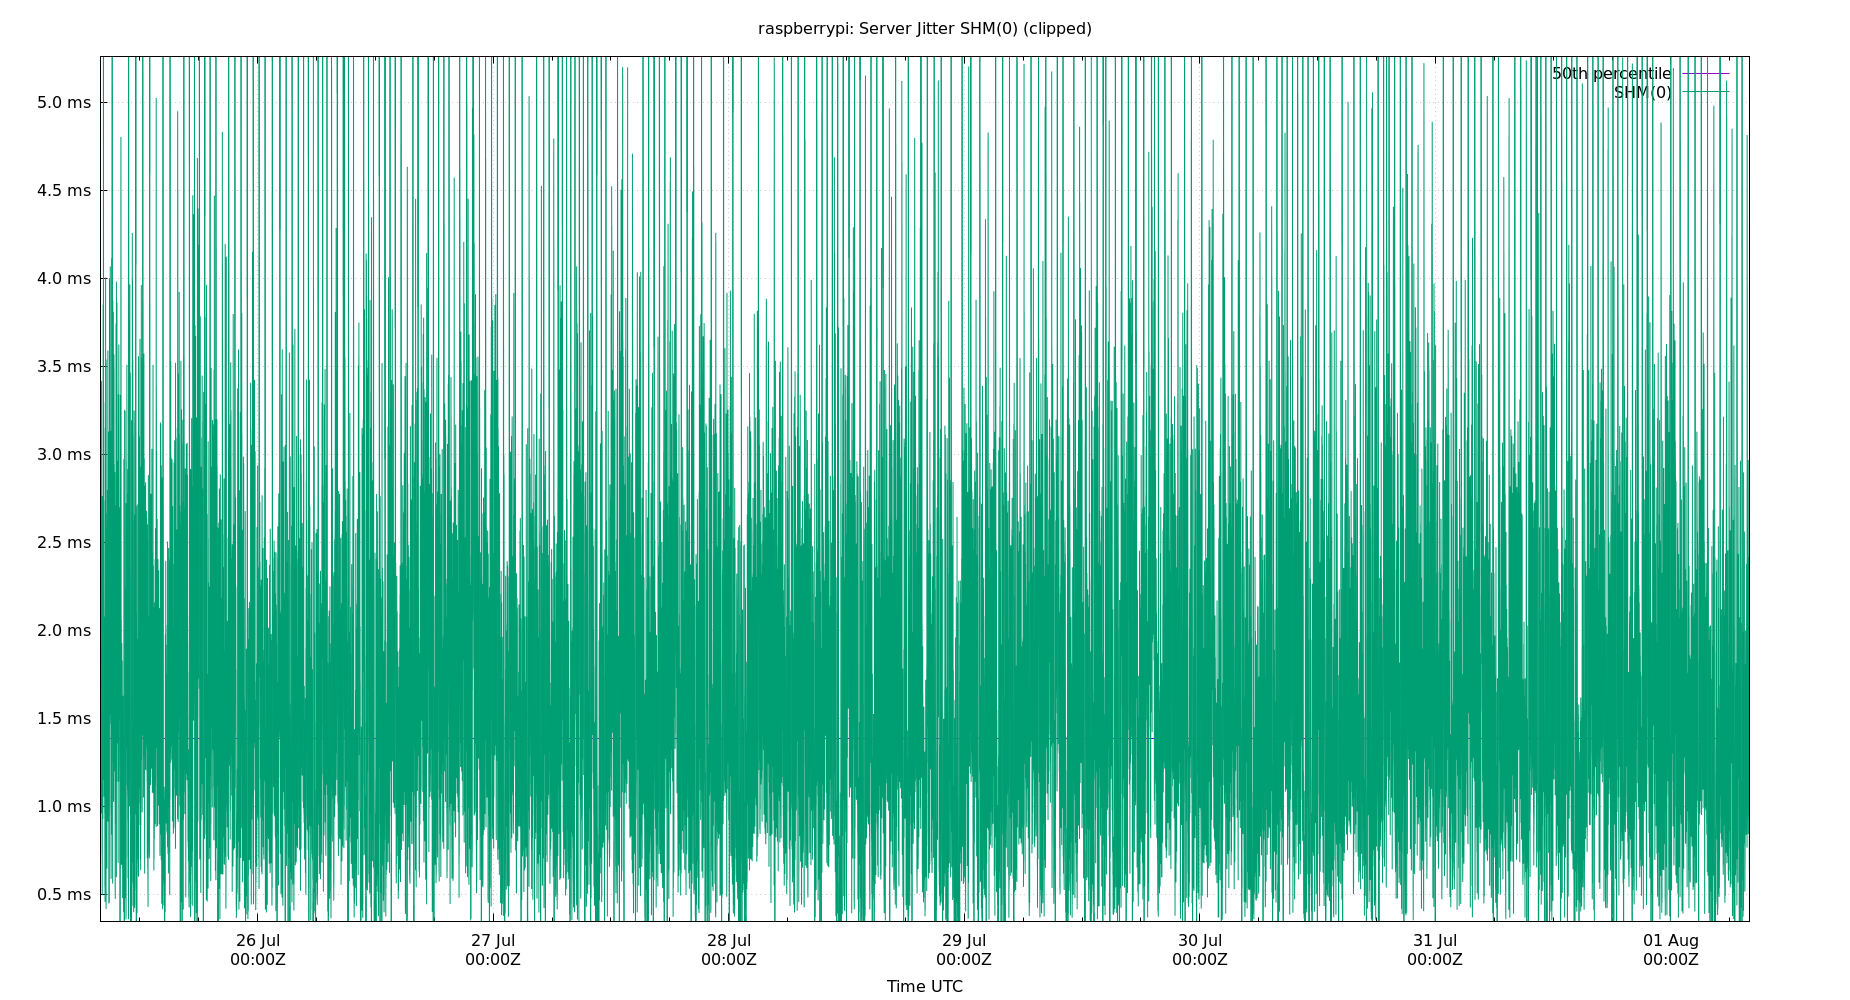 raspberrypi: Server Jitter SHM(0) (clipped)
50th percentile
SHM(0)
5.0 ms
4.5 ms
4.0 ms
3.5 ms
3.0 ms
2.5 ms
2.0 ms
1.5 ms
1.0 ms
0.5 ms
26 Jul 27 Jul 28 Jul 29 Jul 30 Jul 31 Jul 01 Aug
00:00Z 00:00Z 00:00Z 00:00Z 00:00Z 00:00Z 00:00Z
Time UTC